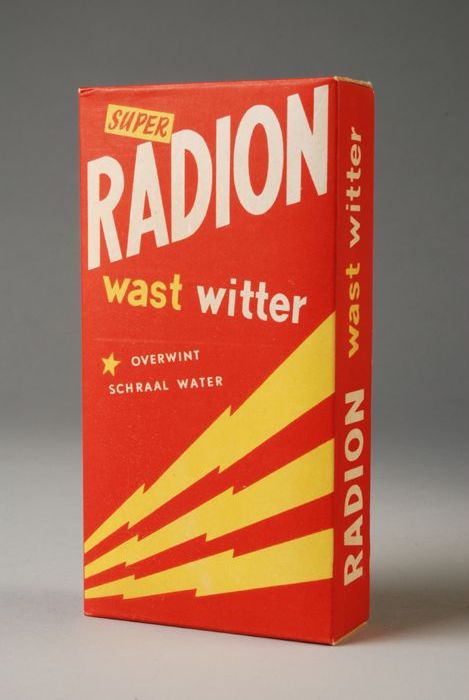 SUPER
RADION
wast witter
OVERWINT
SCHRAAL WATER
RADION wast witter